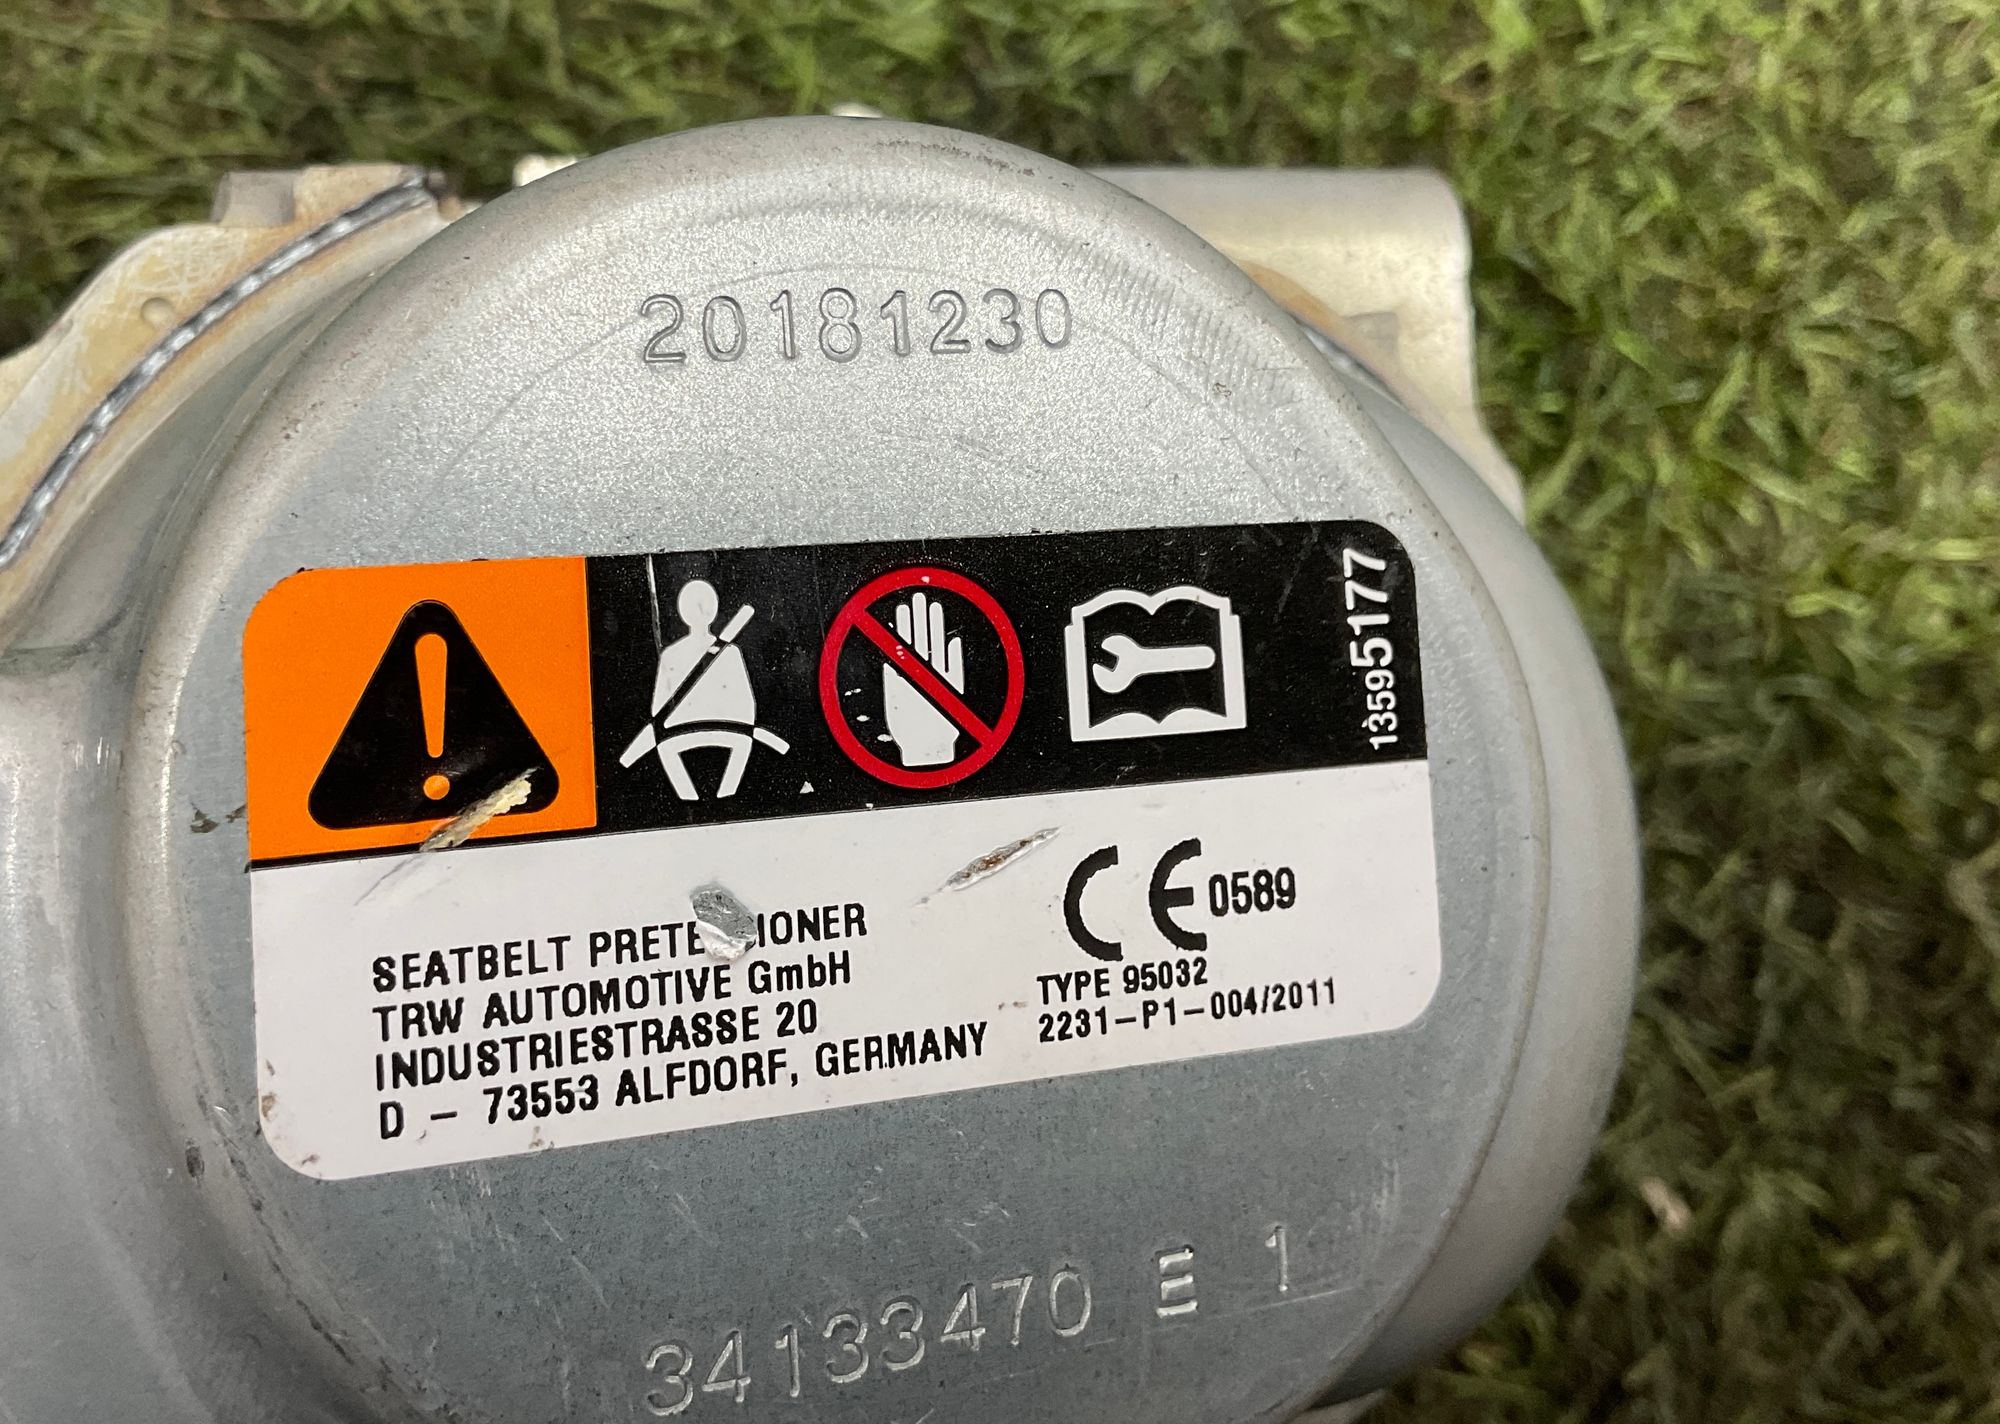 20181230
13595177
SEATBELT PRETE IONER
TRW AUTOMOTIVE GmbH
INDUSTRIESTRASSE 20
D - 73553 ALFDORF, GERMANY
CE 0589
TYPE 95032
2231-P1-004/2011
34133470 E 1